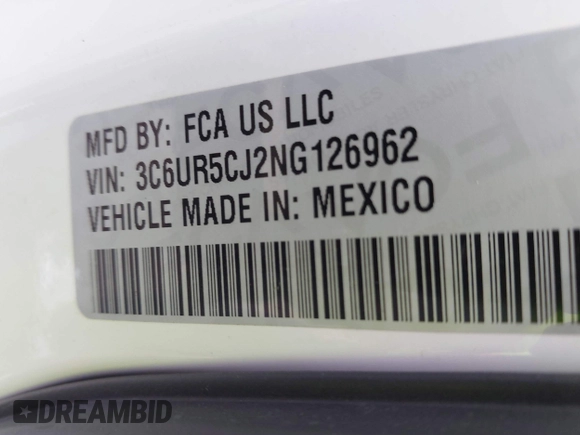 MFD BY: FCA US LLC
VIN: 3C6UR5CJ2NG126962
VEHICLE MADE IN: MEXICO
DREAMBID